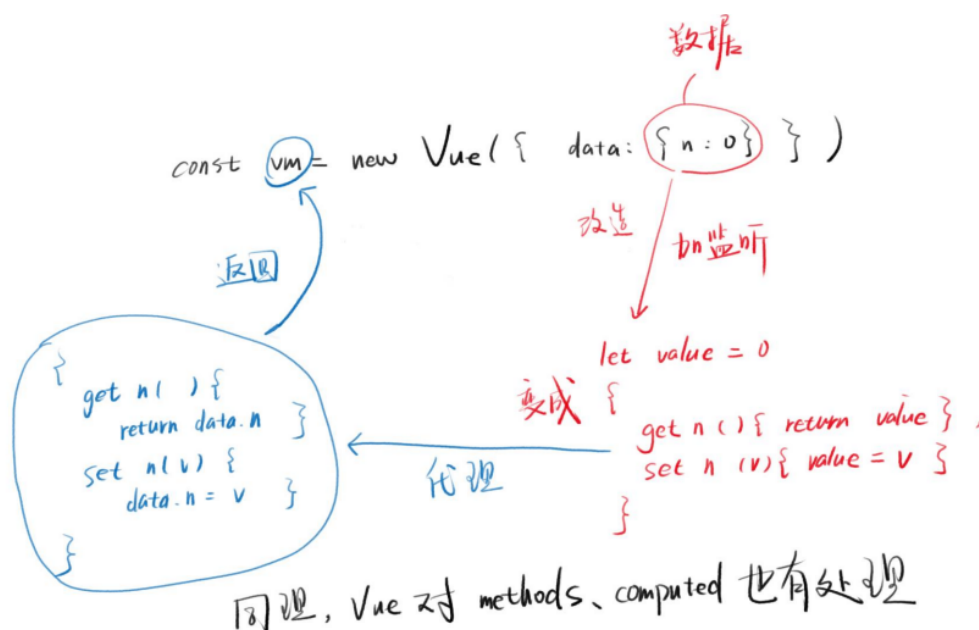 数据
const vm = new Vue({ data: {n:0} })
改造
加监听
返回
let value = 0
变成
{
get n(){ return value },
set n (v){ value = v }
}
代理
{
get n( ){
return data.n
}
set n(v) {
data.n = v
}
}
同理, Vue 对 methods、computed 也有处理